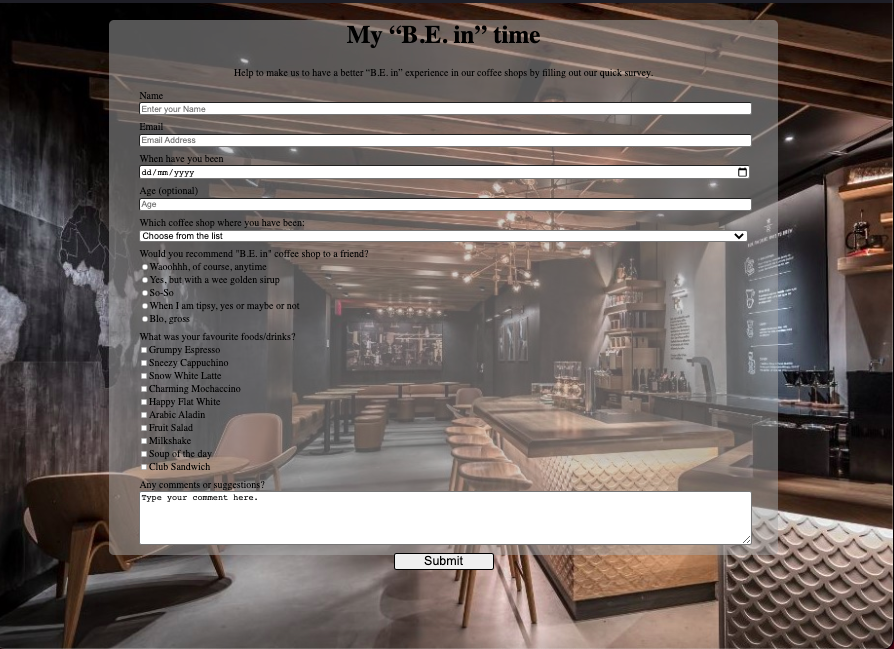 My “B.E. in” time
Help to make us to have a better “B.E. in” experience in our coffee shops by filling out our quick survey.
Name
Enter your Name
Email
Email Address
When have you been
dd/mm/yyyy
Age (optional)
Age
Which coffee shop where you have been:
Choose from the list
Would you recommend "B.E. in" coffee shop to a friend?
Waoohhh, of course, anytime
Yes, but with a wee golden sirup
So-So
When I am tipsy, yes or maybe or not
Blo, gross
What was your favourite foods/drinks?
Grumpy Espresso
Sneezy Cappuchino
Snow White Latte
Charming Mochaccino
Happy Flat White
Arabic Aladin
Fruit Salad
Milkshake
Soup of the day
Club Sandwich
Any comments or suggestions?
Type your comment here.
Submit